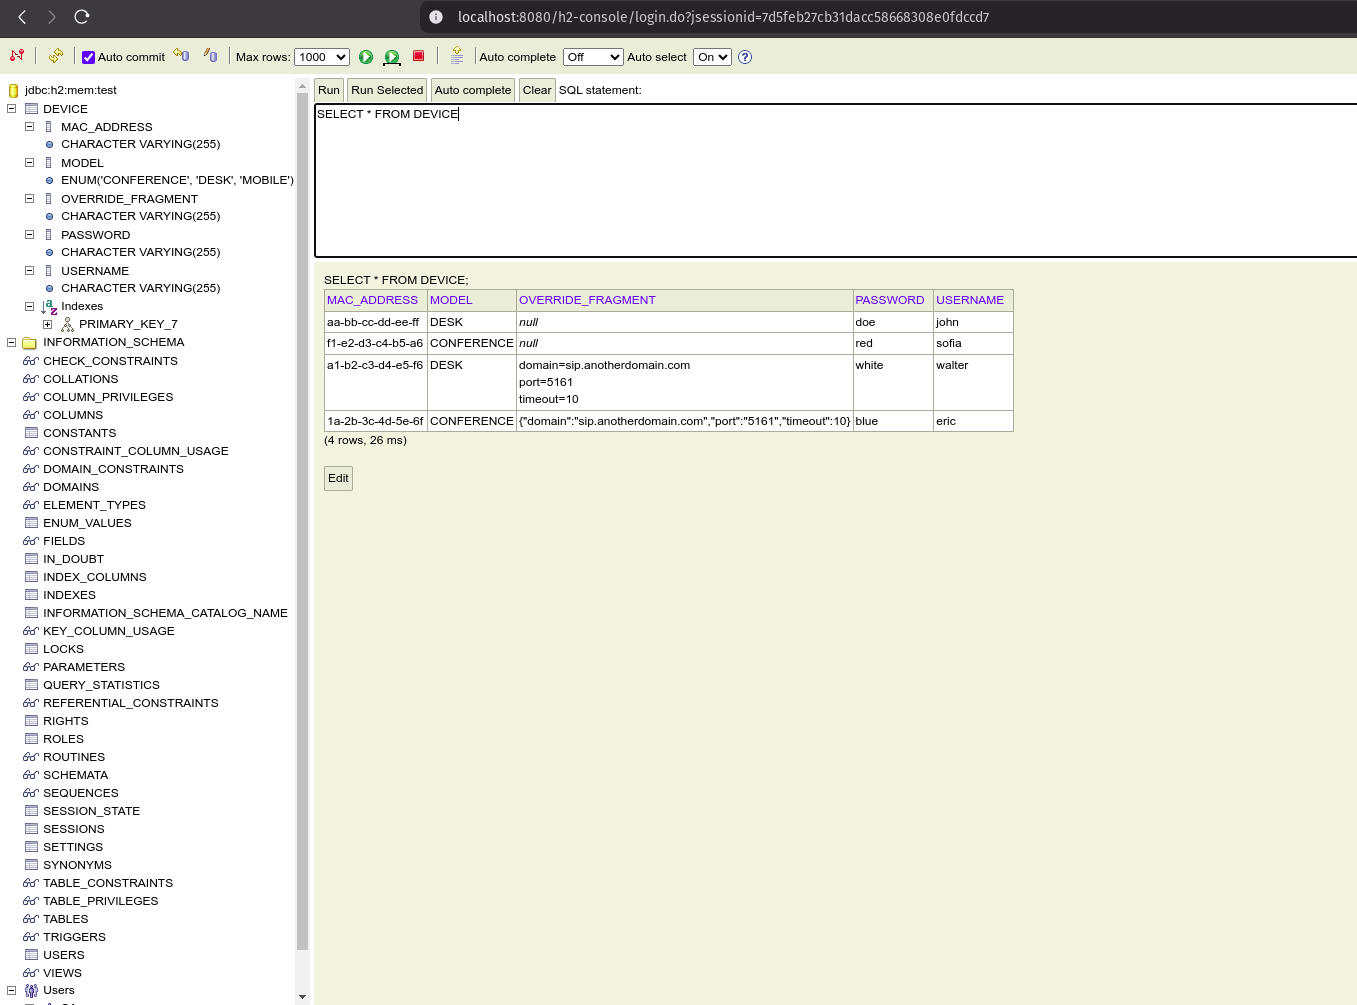 localhost:8080/h2-console/login.do?jsessionid=7d5feb27cb31dacc58668308e0fdccd7
Auto commit Max rows: 1000 Auto complete Off Auto select On
jdbc:h2:mem:test
DEVICE
MAC_ADDRESS
CHARACTER VARYING(255)
MODEL
ENUM('CONFERENCE', 'DESK', 'MOBILE')
OVERRIDE_FRAGMENT
CHARACTER VARYING(255)
PASSWORD
CHARACTER VARYING(255)
USERNAME
CHARACTER VARYING(255)
Indexes
PRIMARY_KEY_7
INFORMATION_SCHEMA
CHECK_CONSTRAINTS
COLLATIONS
COLUMN_PRIVILEGES
COLUMNS
CONSTANTS
CONSTRAINT_COLUMN_USAGE
DOMAIN_CONSTRAINTS
DOMAINS
ELEMENT_TYPES
ENUM_VALUES
FIELDS
IN_DOUBT
INDEX_COLUMNS
INDEXES
INFORMATION_SCHEMA_CATALOG_NAME
KEY_COLUMN_USAGE
LOCKS
PARAMETERS
QUERY_STATISTICS
REFERENTIAL_CONSTRAINTS
RIGHTS
ROLES
ROUTINES
SCHEMATA
SEQUENCES
SESSION_STATE
SESSIONS
SETTINGS
SYNONYMS
TABLE_CONSTRAINTS
TABLE_PRIVILEGES
TABLES
TRIGGERS
USERS
VIEWS
Users
Run Run Selected Auto complete Clear SQL statement:
SELECT * FROM DEVICE
SELECT * FROM DEVICE;
MAC_ADDRESS MODEL OVERRIDE_FRAGMENT PASSWORD USERNAME
aa-bb-cc-dd-ee-ff DESK null doe john
f1-e2-d3-c4-b5-a6 CONFERENCE null red sofia
a1-b2-c3-d4-e5-f6 DESK domain=sip.anotherdomain.com white walter
port=5161
timeout=10
1a-2b-3c-4d-5e-6f CONFERENCE {"domain":"sip.anotherdomain.com","port":"5161","timeout":10} blue eric
(4 rows, 26 ms)
Edit